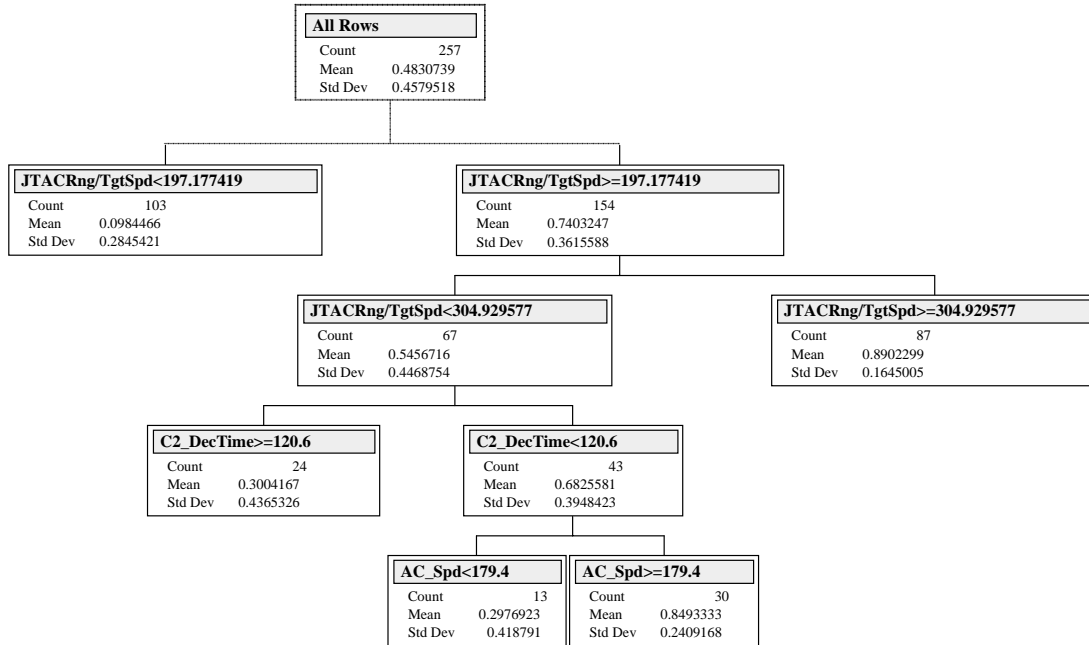 All Rows
Count 257
Mean 0.4830739
Std Dev 0.4579518
JTACRng/TgtSpd<197.177419
Count 103
Mean 0.0984466
Std Dev 0.2845421
JTACRng/TgtSpd>=197.177419
Count 154
Mean 0.7403247
Std Dev 0.3615588
JTACRng/TgtSpd<304.929577
Count 67
Mean 0.5456716
Std Dev 0.4468754
JTACRng/TgtSpd>=304.929577
Count 87
Mean 0.8902299
Std Dev 0.1645005
C2_DecTime>=120.6
Count 24
Mean 0.3004167
Std Dev 0.4365326
C2_DecTime<120.6
Count 43
Mean 0.6825581
Std Dev 0.3948423
AC_Spd<179.4
Count 13
Mean 0.2976923
Std Dev 0.418791
AC_Spd>=179.4
Count 30
Mean 0.8493333
Std Dev 0.2409168